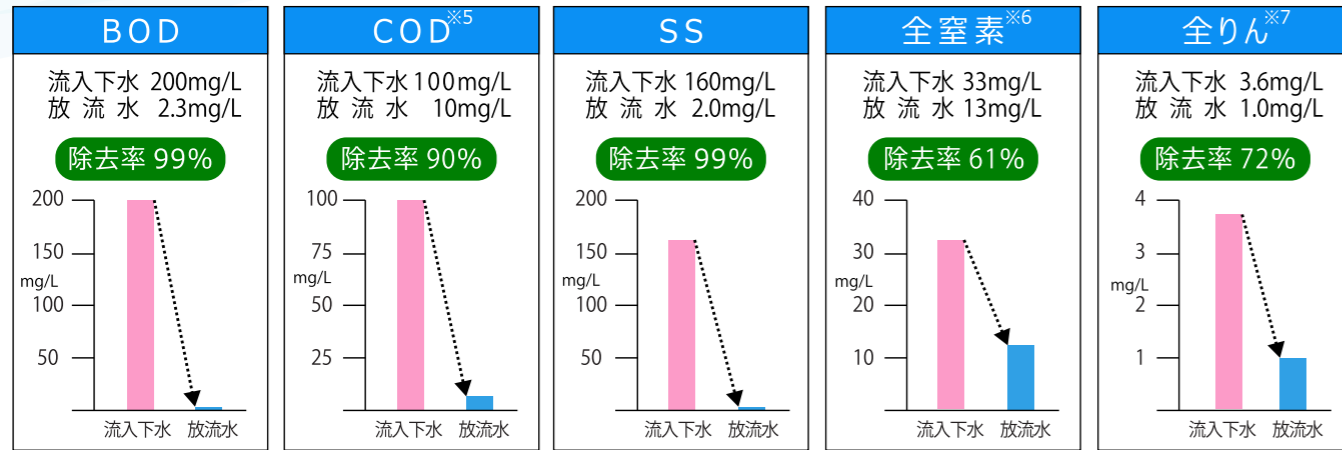 BOD
流入下水 200mg/L
放 流 水 2.3mg/L
除去率 99%
200
150
mg/L
100
50
流入下水 放流水
COD※5
流入下水 100mg/L
放 流 水 10mg/L
除去率 90%
100
75
mg/L
50
25
流入下水 放流水
SS
流入下水 160mg/L
放 流 水 2.0mg/L
除去率 99%
200
150
mg/L
100
50
流入下水 放流水
全窒素※6
流入下水 33mg/L
放 流 水 13mg/L
除去率 61%
40
30
mg/L
20
10
流入下水 放流水
全りん※7
流入下水 3.6mg/L
放 流 水 1.0mg/L
除去率 72%
4
3
mg/L
2
1
流入下水 放流水